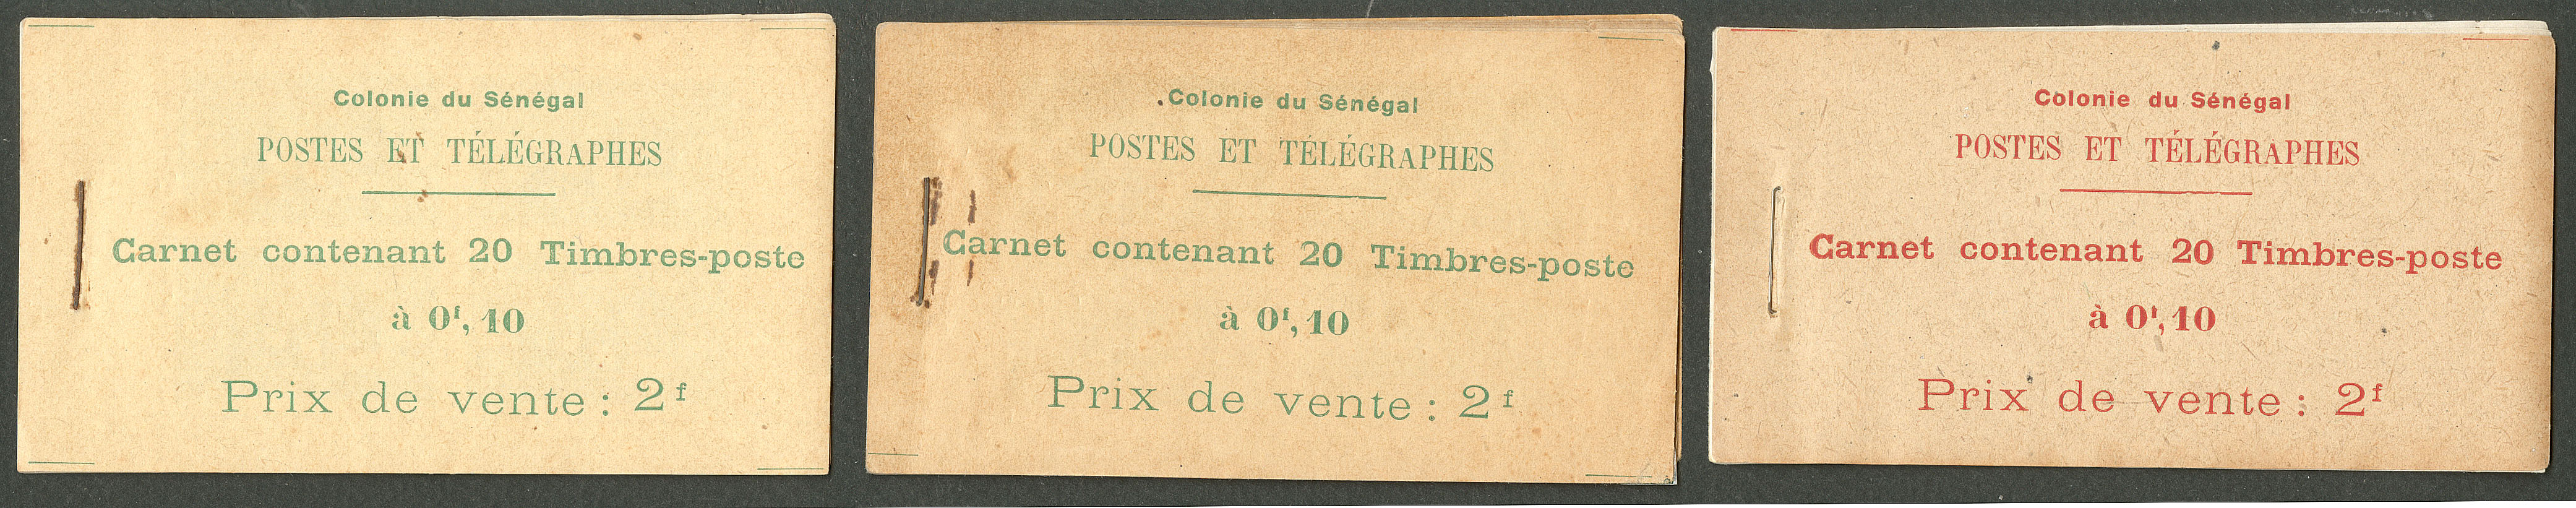 Colonie du Sénégal
POSTES ET TÉLÉGRAPHES
Carnet contenant 20 Timbres-poste
à 0f, 10
Prix de vente : 2f
Colonie du Sénégal
POSTES ET TÉLÉGRAPHES
Carnet contenant 20 Timbres-poste
à 0f, 10
Prix de vente : 2f
Colonie du Sénégal
POSTES ET TÉLÉGRAPHES
Carnet contenant 20 Timbres-poste
à 0f, 10
Prix de vente : 2f